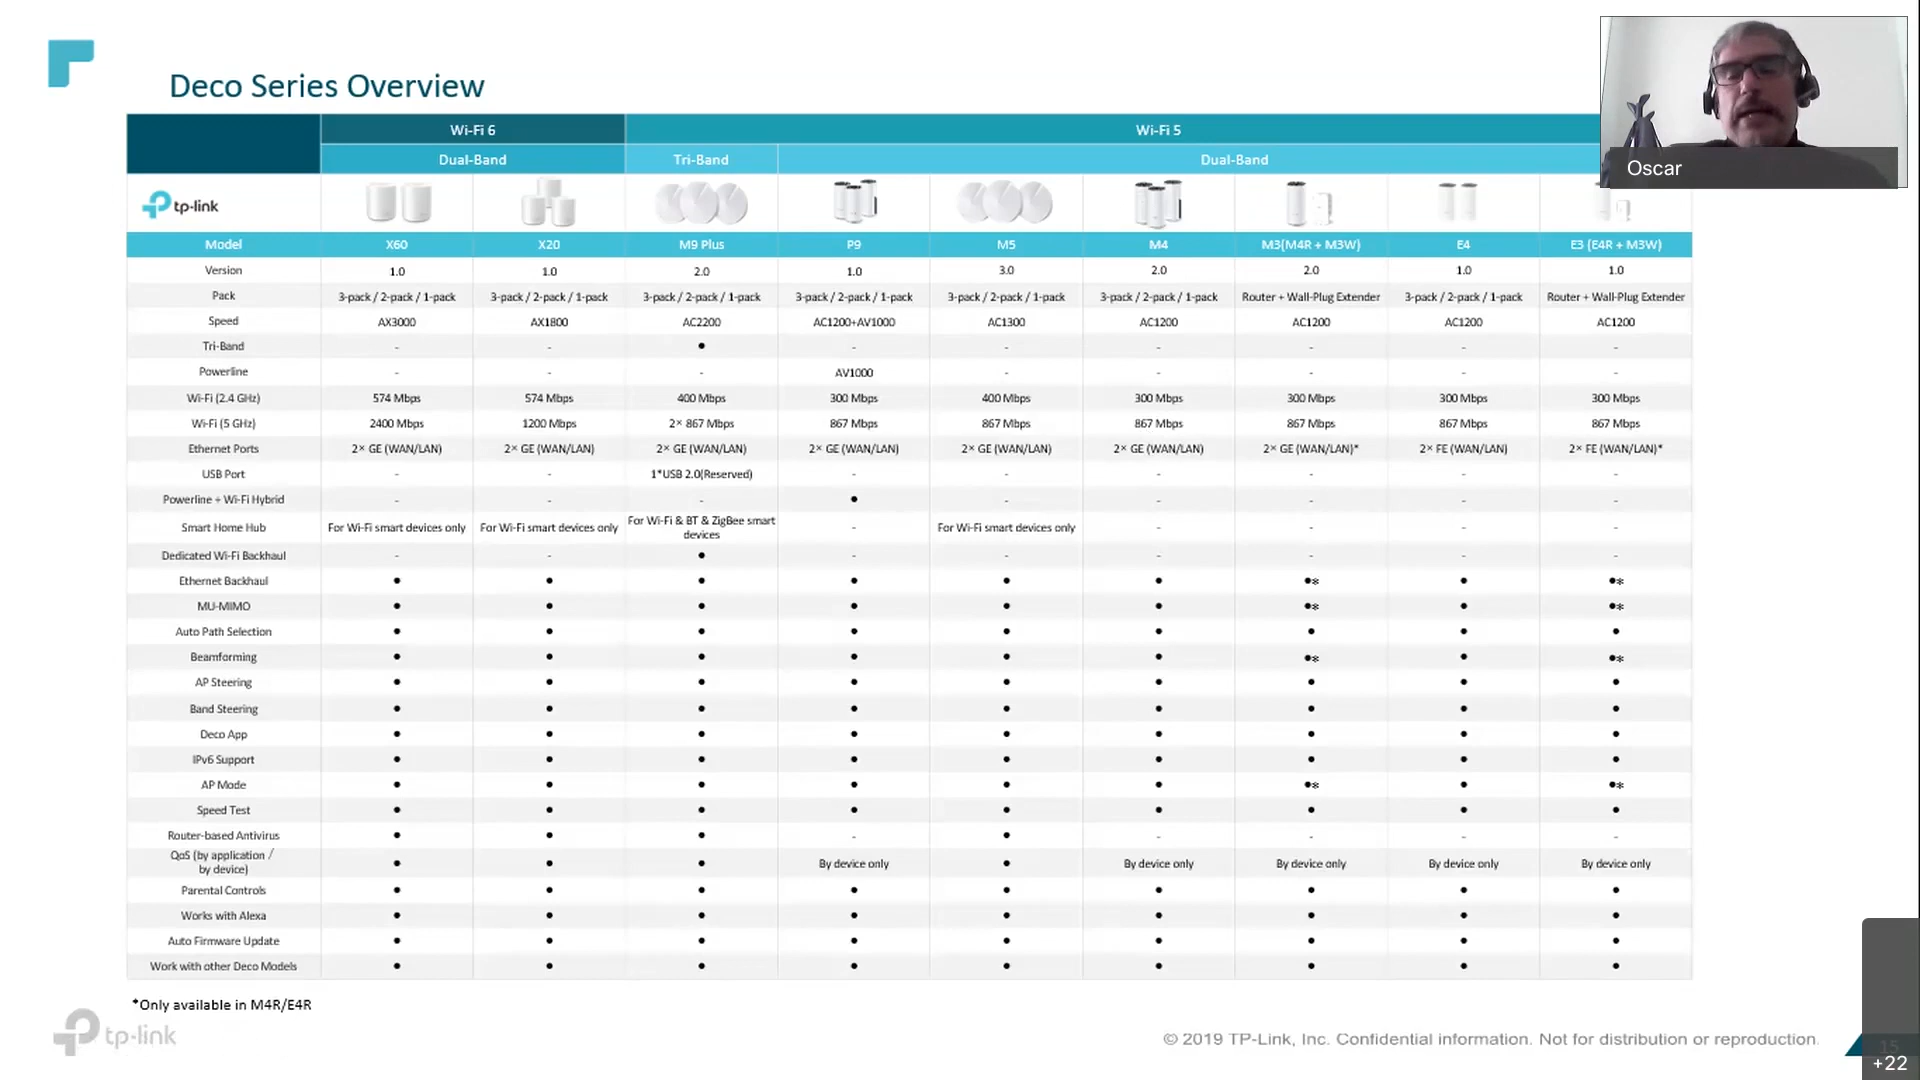 Deco Series Overview
Oscar
Wi-Fi 6 Wi-Fi 5
Dual-Band Tri-Band Dual-Band
tp-link
Model X60 X20 M9 Plus P9 M5 M4 M3(M4R + M3W) E4 E3 (E4R + M3W)
Version 1.0 1.0 2.0 1.0 3.0 2.0 2.0 1.0 1.0
Pack 3-pack / 2-pack / 1-pack 3-pack / 2-pack / 1-pack 3-pack / 2-pack / 1-pack 3-pack / 2-pack / 1-pack 3-pack / 2-pack / 1-pack 3-pack / 2-pack / 1-pack Router + Wall-Plug Extender 3-pack / 2-pack / 1-pack Router + Wall-Plug Extender
Speed AX3000 AX1800 AC2200 AC1200+AV1000 AC1300 AC1200 AC1200 AC1200 AC1200
Tri-Band - - ● - - - - - -
Powerline - - - AV1000 - - - - -
Wi-Fi (2.4 GHz) 574 Mbps 574 Mbps 400 Mbps 300 Mbps 400 Mbps 300 Mbps 300 Mbps 300 Mbps 300 Mbps
Wi-Fi (5 GHz) 2400 Mbps 1200 Mbps 2× 867 Mbps 867 Mbps 867 Mbps 867 Mbps 867 Mbps 867 Mbps 867 Mbps
Ethernet Ports 2× GE (WAN/LAN) 2× GE (WAN/LAN) 2× GE (WAN/LAN) 2× GE (WAN/LAN) 2× GE (WAN/LAN) 2× GE (WAN/LAN) 2× GE (WAN/LAN)* 2× FE (WAN/LAN) 2× FE (WAN/LAN)*
USB Port - - 1*USB 2.0(Reserved) - - - - - -
Powerline + Wi-Fi Hybrid - - - ● - - - - -
Smart Home Hub For Wi-Fi smart devices only For Wi-Fi smart devices only For Wi-Fi & BT & ZigBee smart devices - For Wi-Fi smart devices only - - - -
Dedicated Wi-Fi Backhaul - - ● - - - - - -
Ethernet Backhaul ● ● ● ● ● ● ●* ● ●*
MU-MIMO ● ● ● ● ● ● ●* ● ●*
Auto Path Selection ● ● ● ● ● ● ● ● ●
Beamforming ● ● ● ● ● ● ●* ● ●*
AP Steering ● ● ● ● ● ● ● ● ●
Band Steering ● ● ● ● ● ● ● ● ●
Deco App ● ● ● ● ● ● ● ● ●
IPv6 Support ● ● ● ● ● ● ● ● ●
AP Mode ● ● ● ● ● ● ●* ● ●*
Speed Test ● ● ● ● ● ● ● ● ●
Router-based Antivirus ● ● ● - ● - - - -
QoS (by application / by device) ● ● ● By device only ● By device only By device only By device only By device only
Parental Controls ● ● ● ● ● ● ● ● ●
Works with Alexa ● ● ● ● ● ● ● ● ●
Auto Firmware Update ● ● ● ● ● ● ● ● ●
Work with other Deco Models ● ● ● ● ● ● ● ● ●
*Only available in M4R/E4R
tp-link
© 2019 TP-Link, Inc. Confidential information. Not for distribution or reproduction.
15
+22